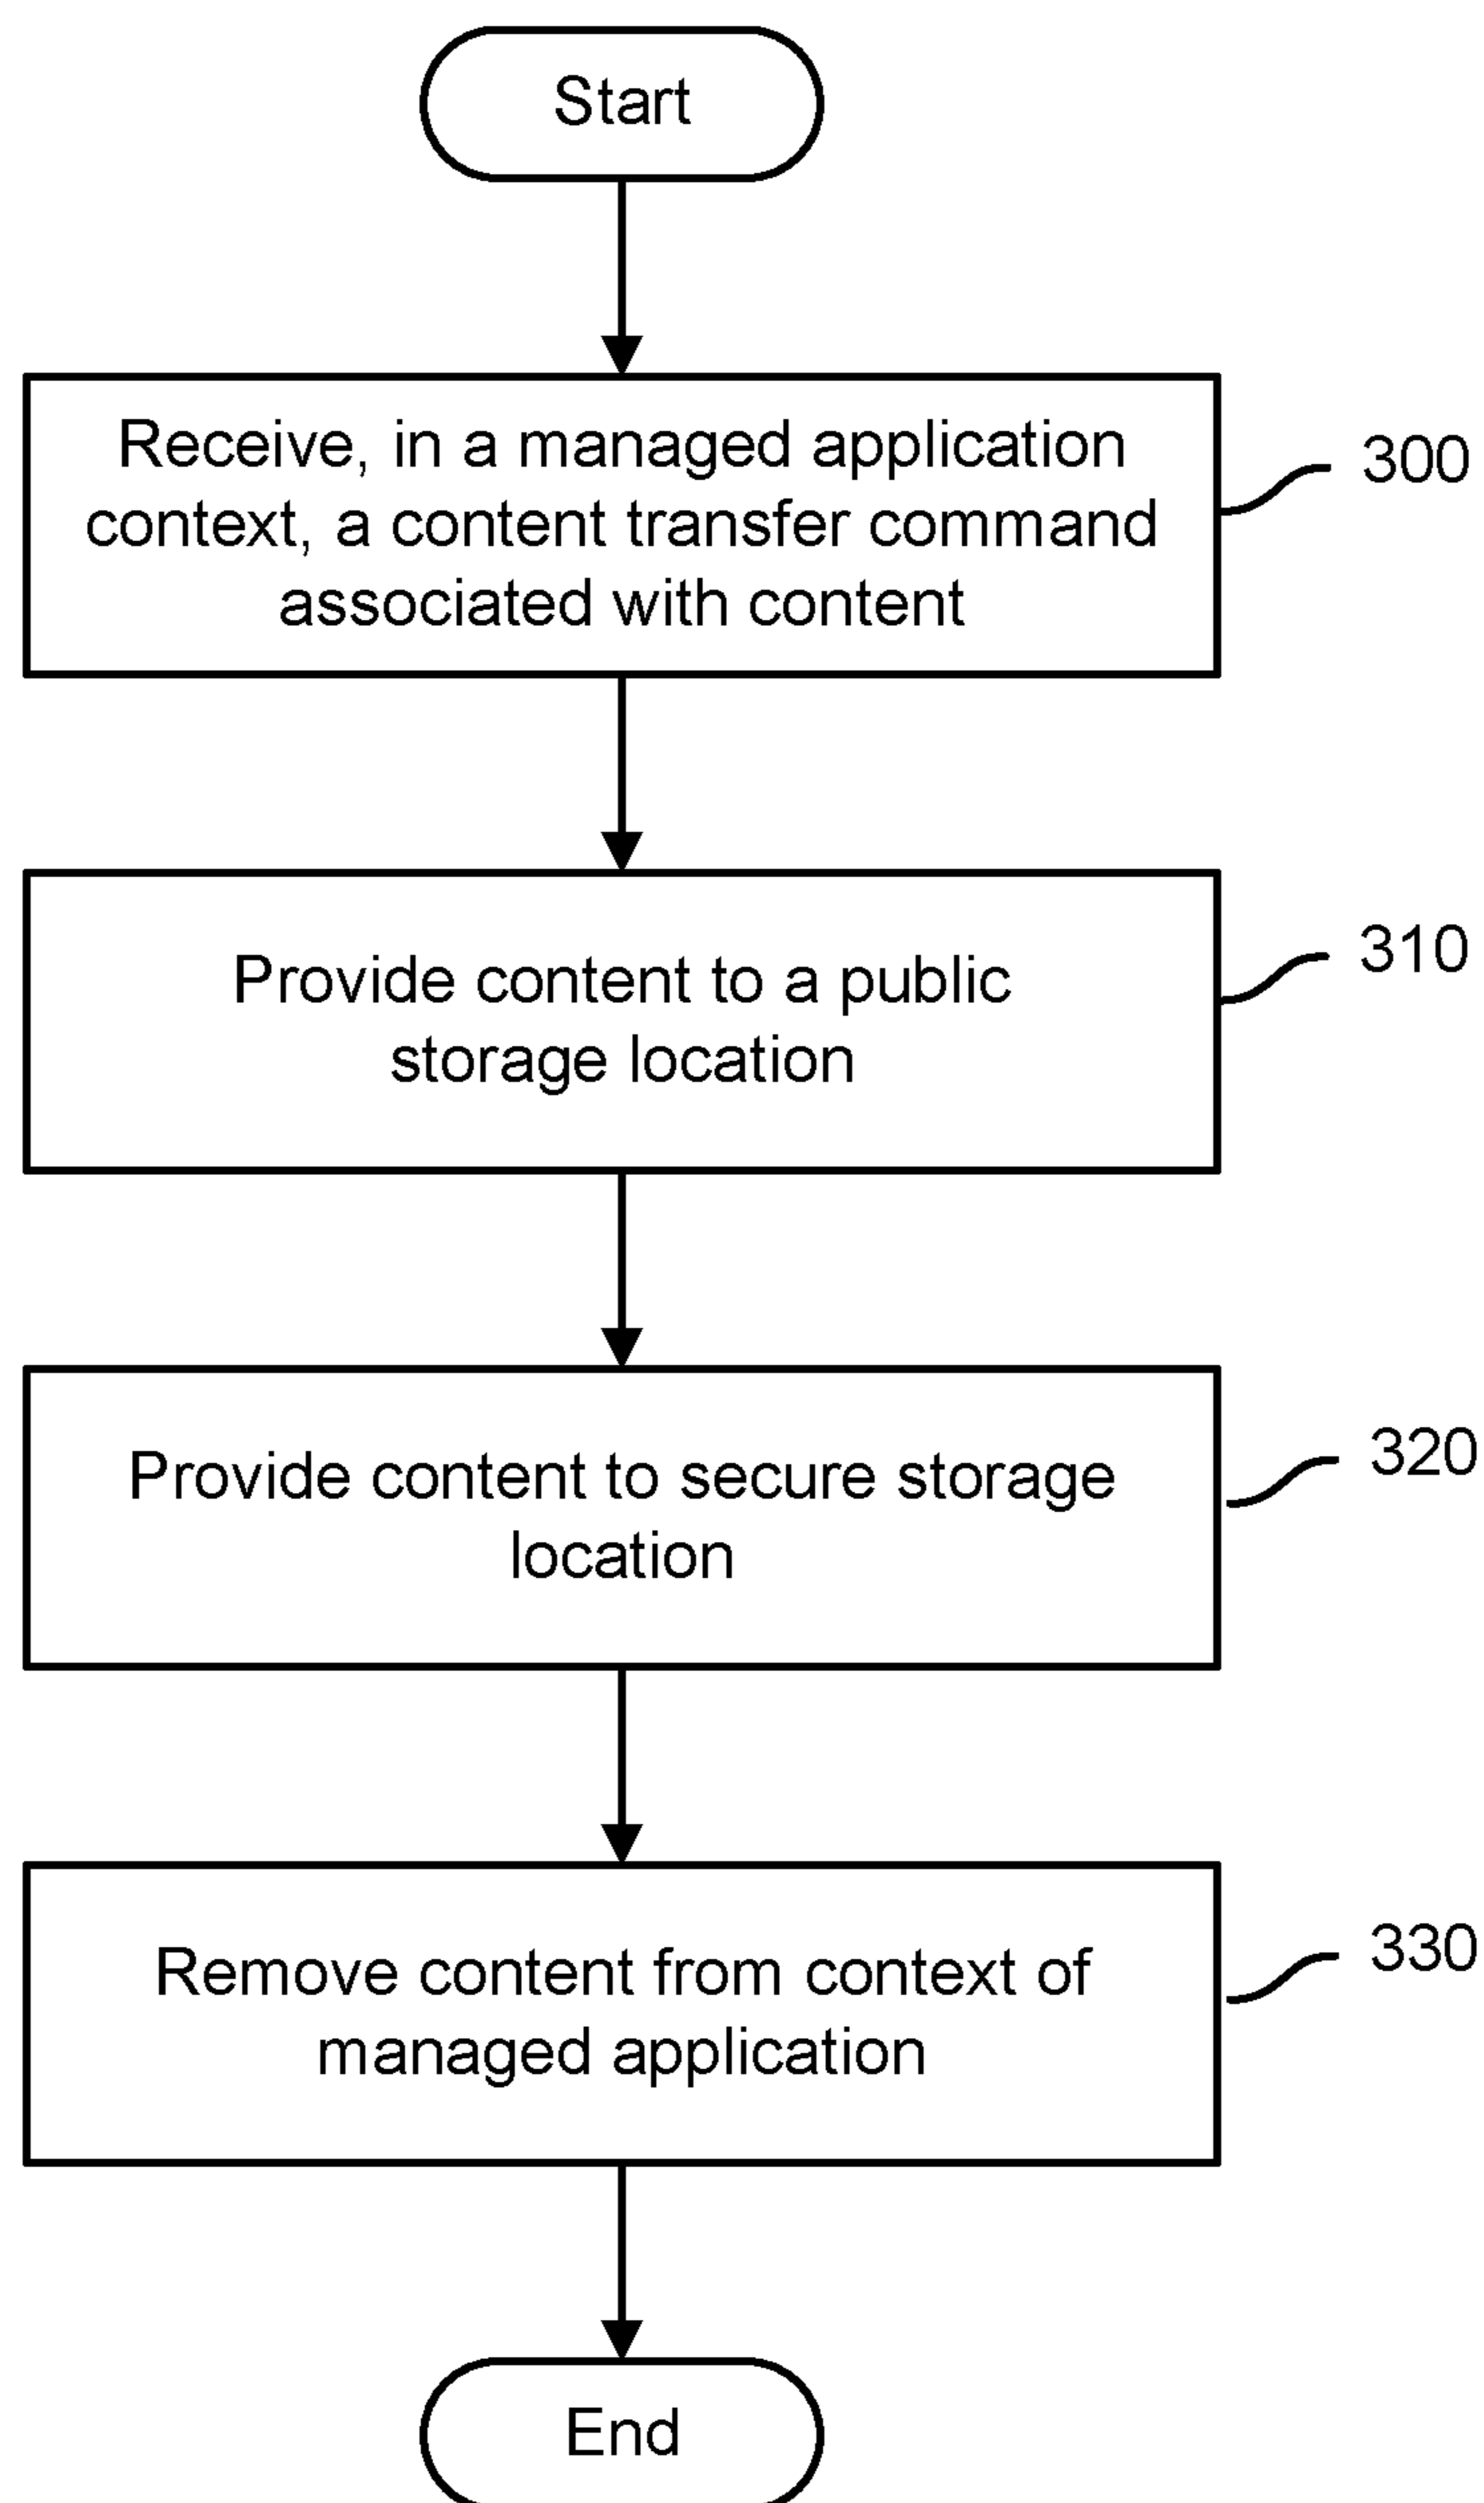 Start
Receive, in a managed application
context, a content transfer command
associated with content
300
Provide content to a public
storage location
310
Provide content to secure storage
location
320
Remove content from context of
managed application
330
End